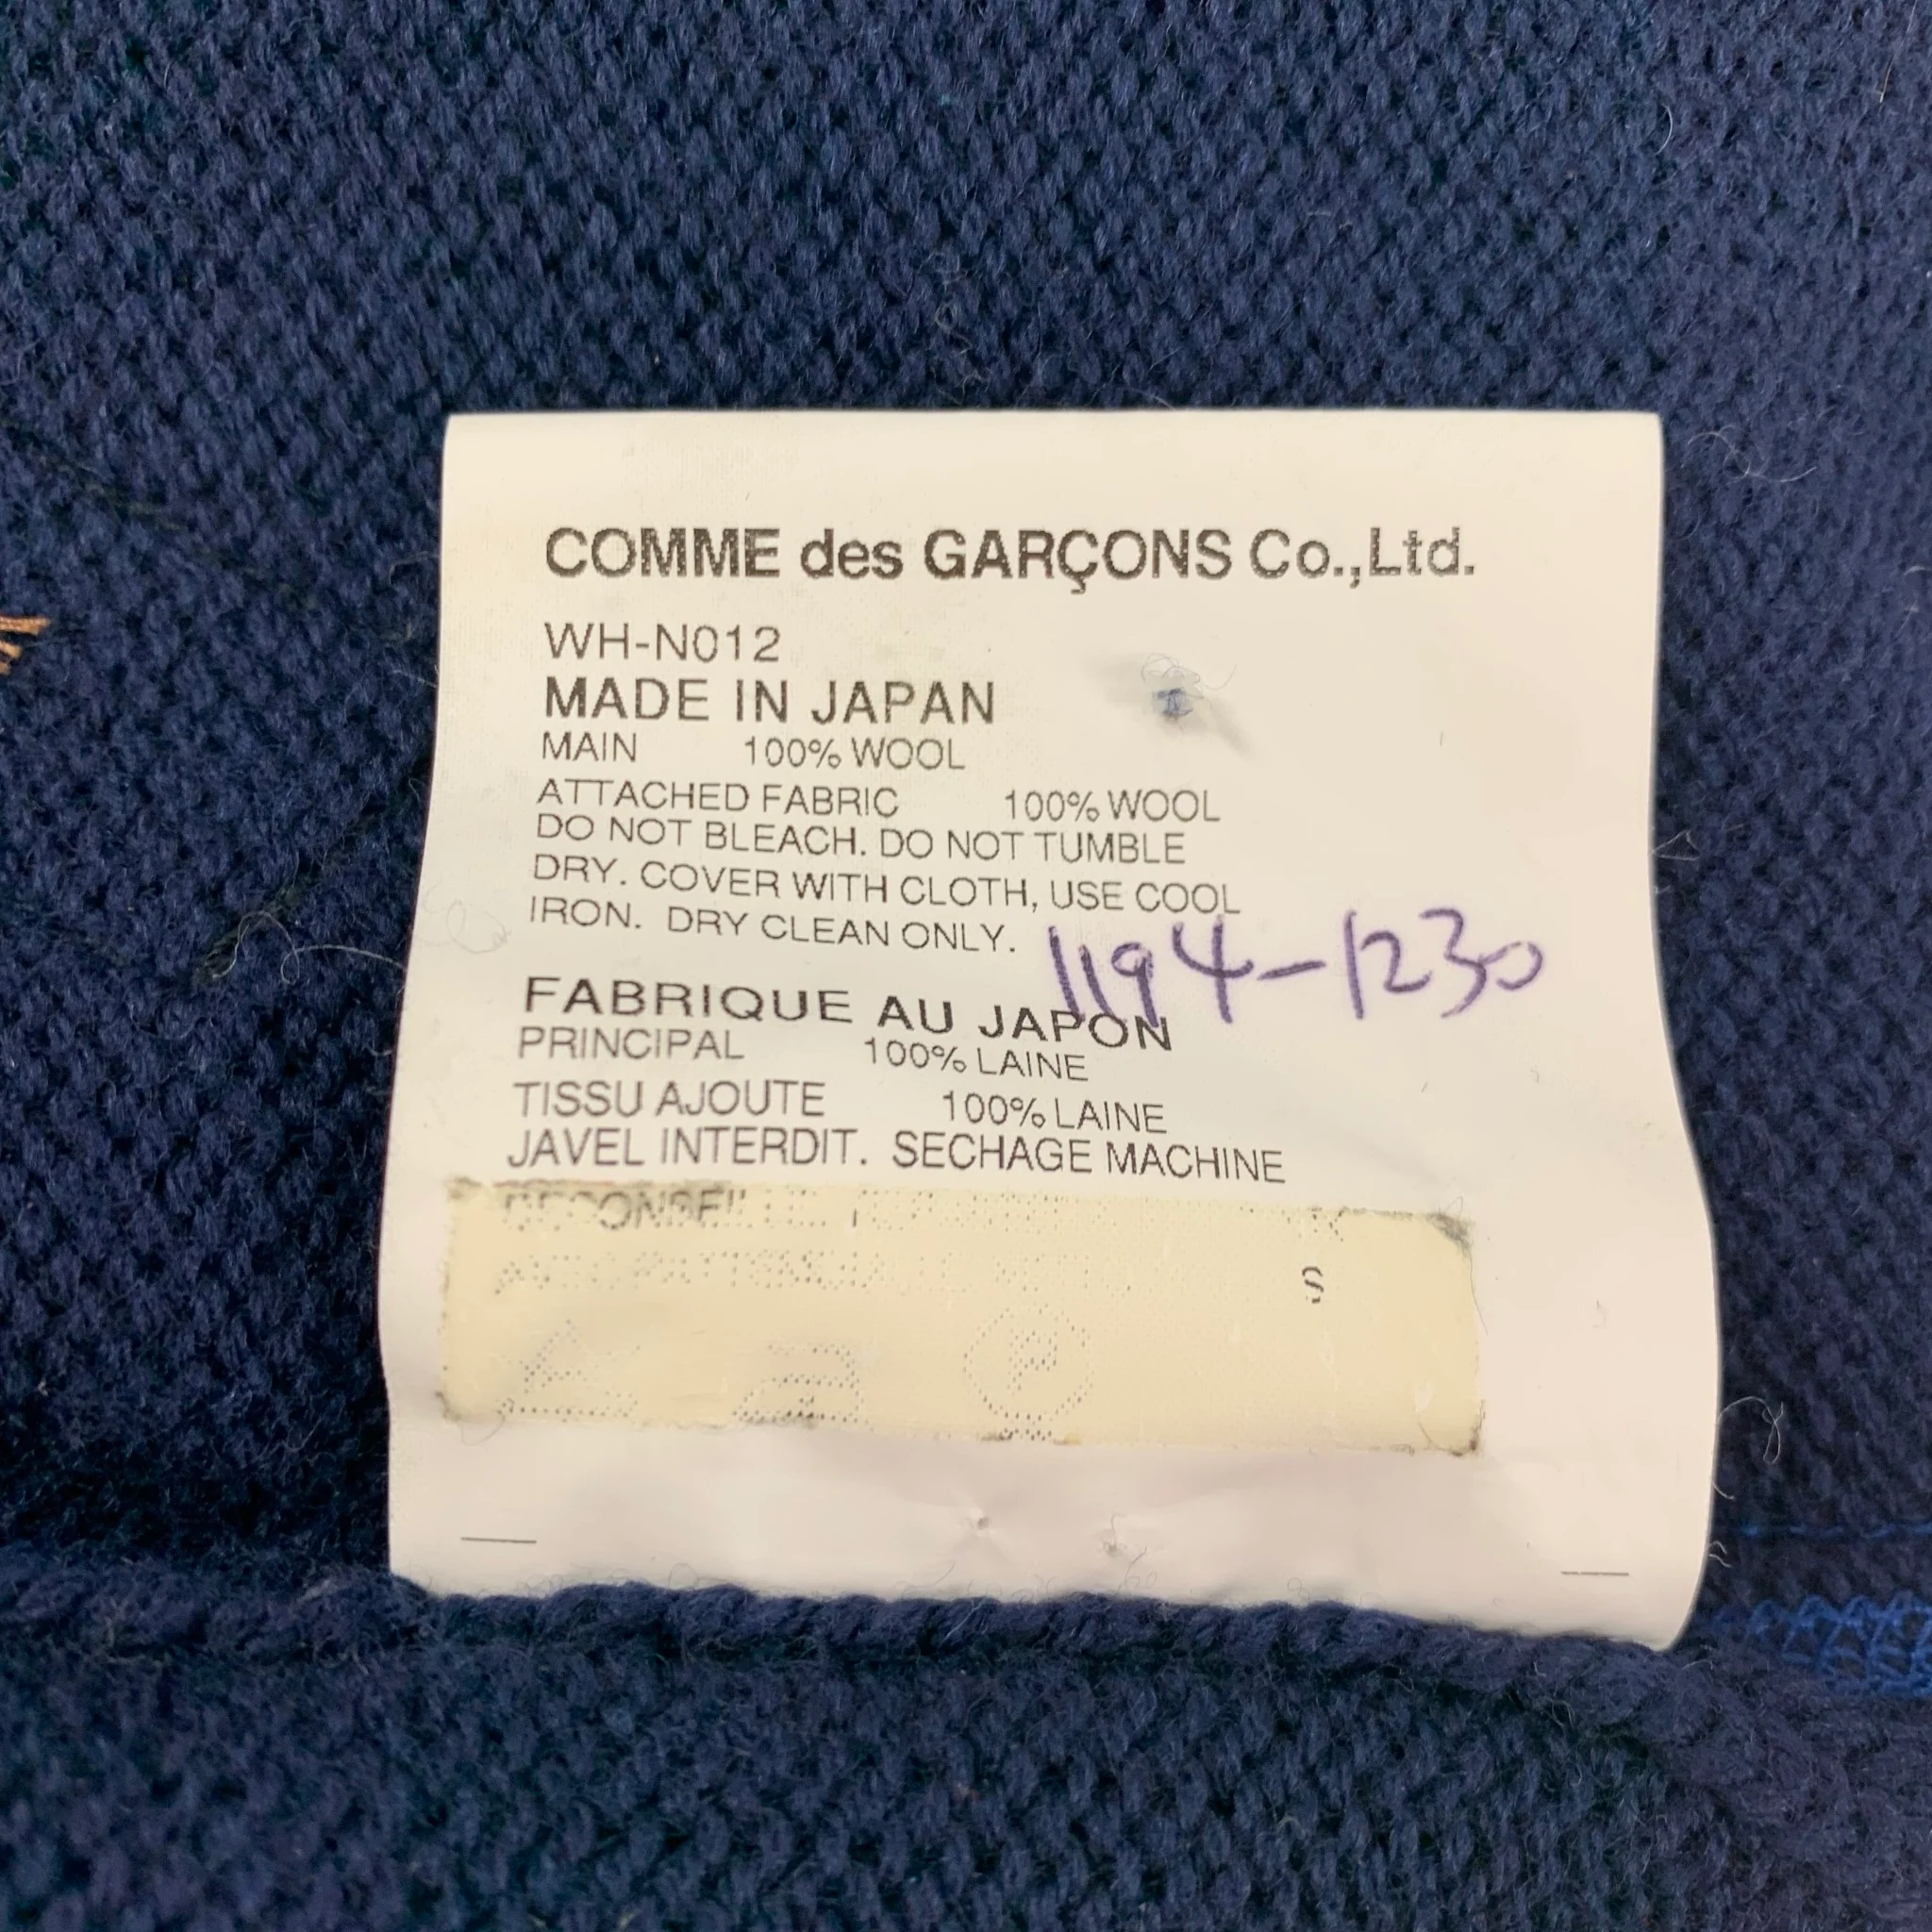 COMME des GARÇONS Co.,Ltd.
WH-N012
MADE IN JAPAN
MAIN 100% WOOL
ATTACHED FABRIC 100% WOOL
DO NOT BLEACH. DO NOT TUMBLE
DRY. COVER WITH CLOTH, USE COOL
IRON. DRY CLEAN ONLY.
1194-1230
FABRIQUE AU JAPON
PRINCIPAL 100% LAINE
TISSU AJOUTE 100% LAINE
JAVEL INTERDIT. SECHAGE MACHINE
S